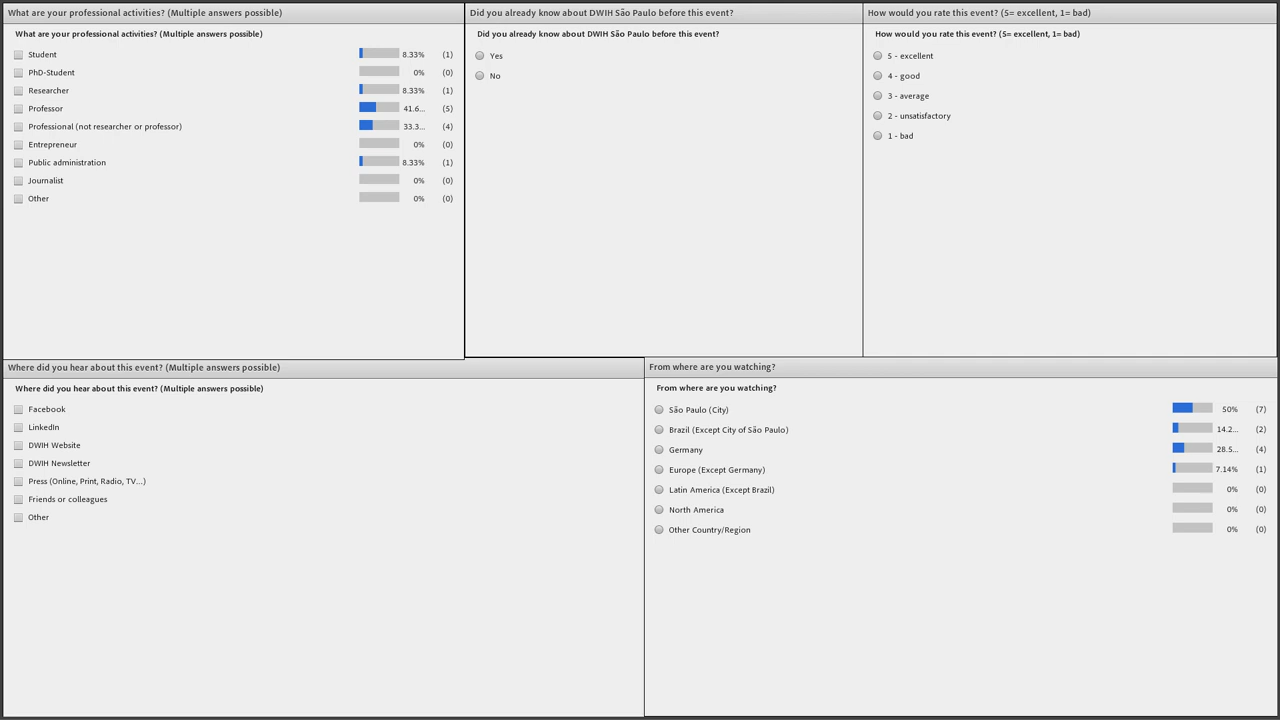 What are your professional activities? (Multiple answers possible)
What are your professional activities? (Multiple answers possible)
Student 8.33% (1)
PhD-Student 0% (0)
Researcher 8.33% (1)
Professor 41.6... (5)
Professional (not researcher or professor) 33.3... (4)
Entrepreneur 0% (0)
Public administration 8.33% (1)
Journalist 0% (0)
Other 0% (0)
Did you already know about DWIH São Paulo before this event?
Did you already know about DWIH São Paulo before this event?
Yes
No
How would you rate this event? (5= excellent, 1= bad)
How would you rate this event? (5= excellent, 1= bad)
5 - excellent
4 - good
3 - average
2 - unsatisfactory
1 - bad
Where did you hear about this event? (Multiple answers possible)
Where did you hear about this event? (Multiple answers possible)
Facebook
LinkedIn
DWIH Website
DWIH Newsletter
Press (Online, Print, Radio, TV...)
Friends or colleagues
Other
From where are you watching?
From where are you watching?
São Paulo (City) 50% (7)
Brazil (Except City of São Paulo) 14.2... (2)
Germany 28.5... (4)
Europe (Except Germany) 7.14% (1)
Latin America (Except Brazil) 0% (0)
North America 0% (0)
Other Country/Region 0% (0)